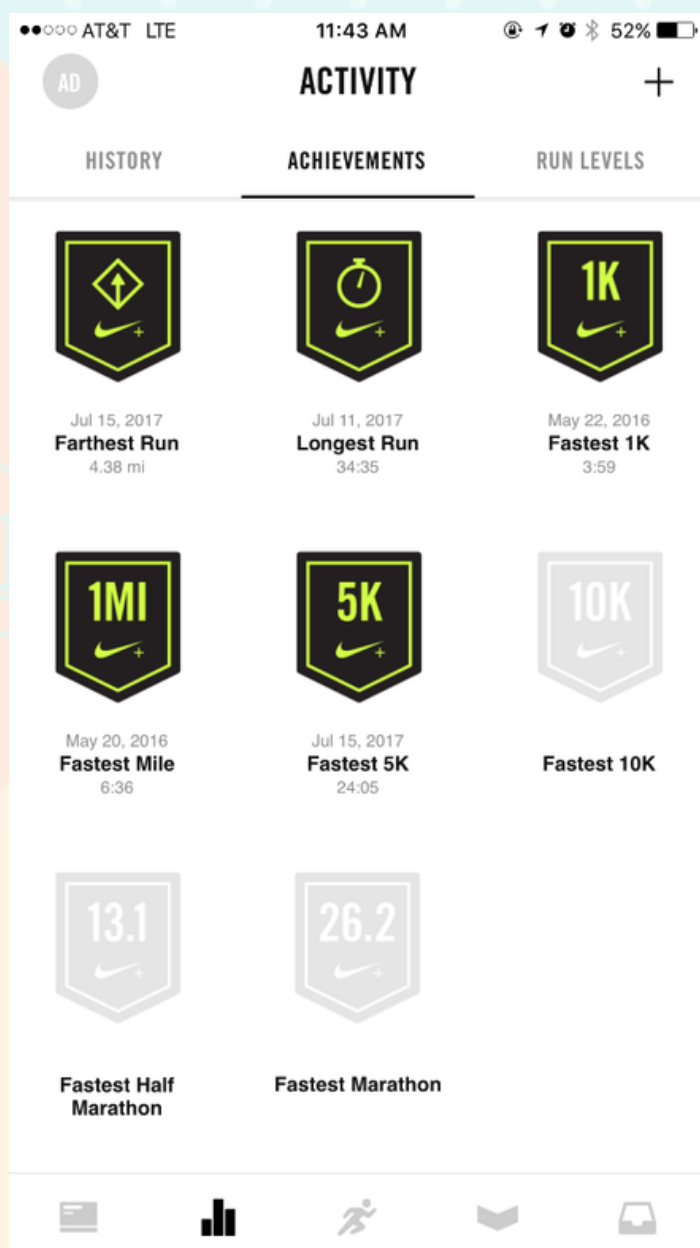 AT&T LTE 11:43 AM 52%
AD ACTIVITY +
HISTORY ACHIEVEMENTS RUN LEVELS
1K
Jul 15, 2017 Jul 11, 2017 May 22, 2016
Farthest Run Longest Run Fastest 1K
4.38 mi 34:35 3:59
1MI 5K 10K
May 20, 2016 Jul 15, 2017
Fastest Mile Fastest 5K Fastest 10K
6:36 24:05
13.1 26.2
Fastest Half Fastest Marathon
Marathon